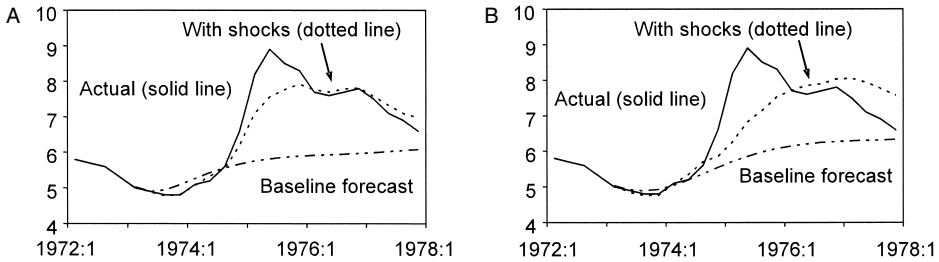 A
10
9
8
7
6
5
4
With shocks (dotted line)
Actual (solid line)
Baseline forecast
1972:1 1974:1 1976:1 1978:1
B
10
9
8
7
6
5
4
With shocks (dotted line)
Actual (solid line)
Baseline forecast
1972:1 1974:1 1976:1 1978:1